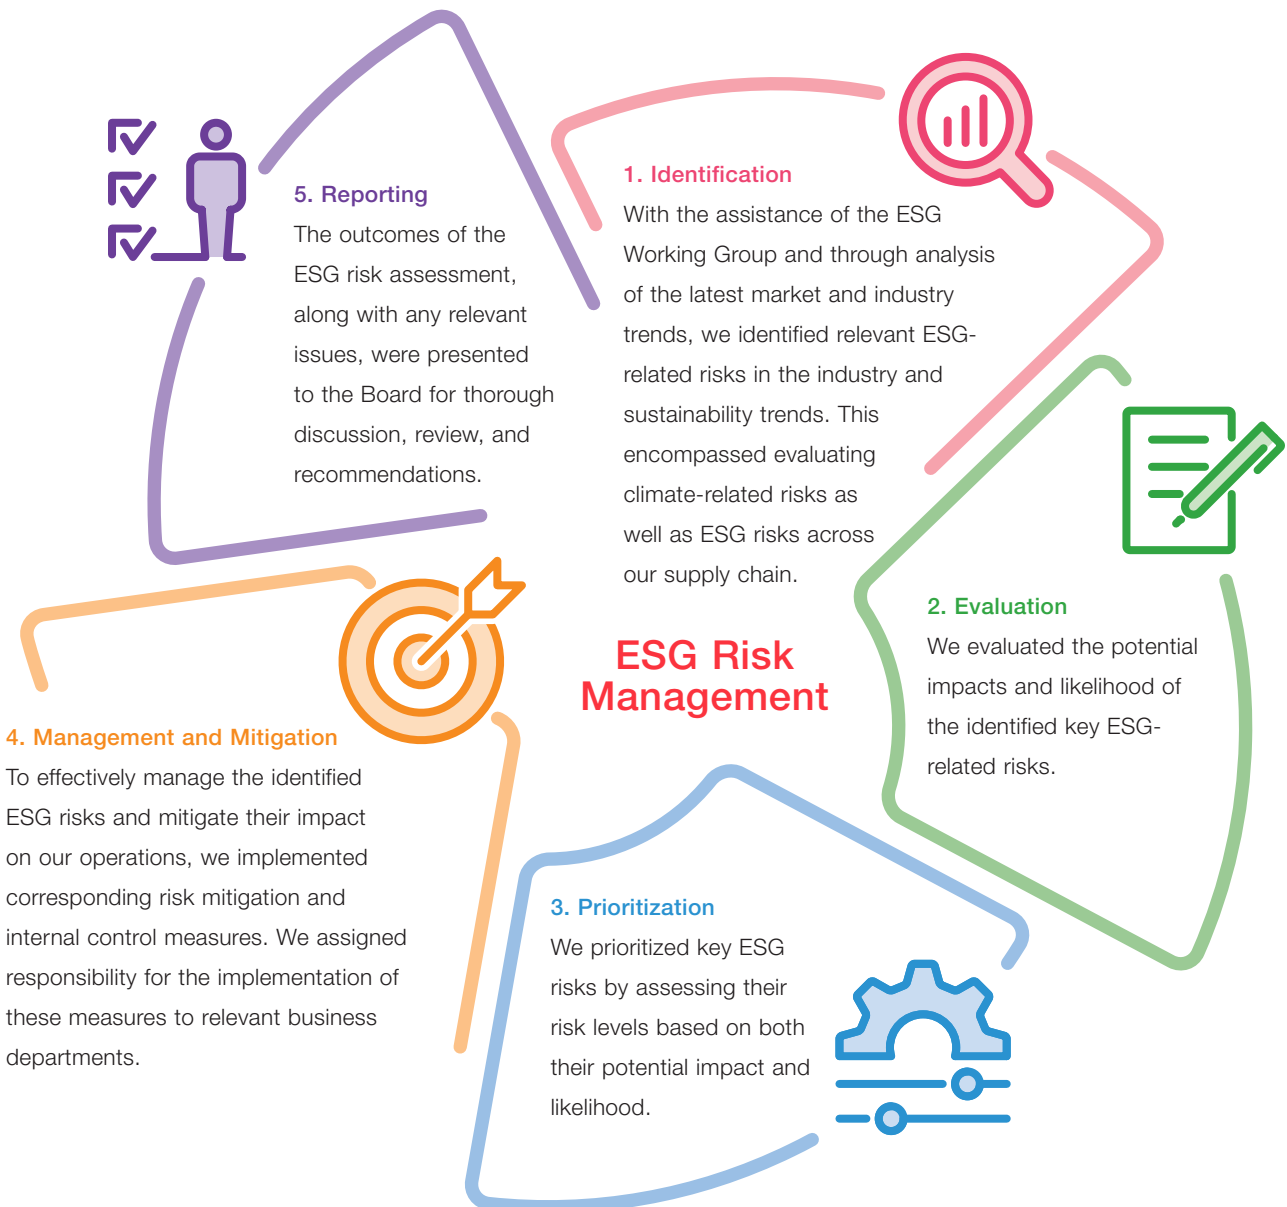 1. Identification
With the assistance of the ESG
Working Group and through analysis
of the latest market and industry
trends, we identified relevant ESG-
related risks in the industry and
sustainability trends. This
encompassed evaluating
climate-related risks as
well as ESG risks across
our supply chain.
2. Evaluation
We evaluated the potential
impacts and likelihood of
the identified key ESG-
related risks.
3. Prioritization
We prioritized key ESG
risks by assessing their
risk levels based on both
their potential impact and
likelihood.
4. Management and Mitigation
To effectively manage the identified
ESG risks and mitigate their impact
on our operations, we implemented
corresponding risk mitigation and
internal control measures. We assigned
responsibility for the implementation of
these measures to relevant business
departments.
5. Reporting
The outcomes of the
ESG risk assessment,
along with any relevant
issues, were presented
to the Board for thorough
discussion, review, and
recommendations.
ESG Risk
Management